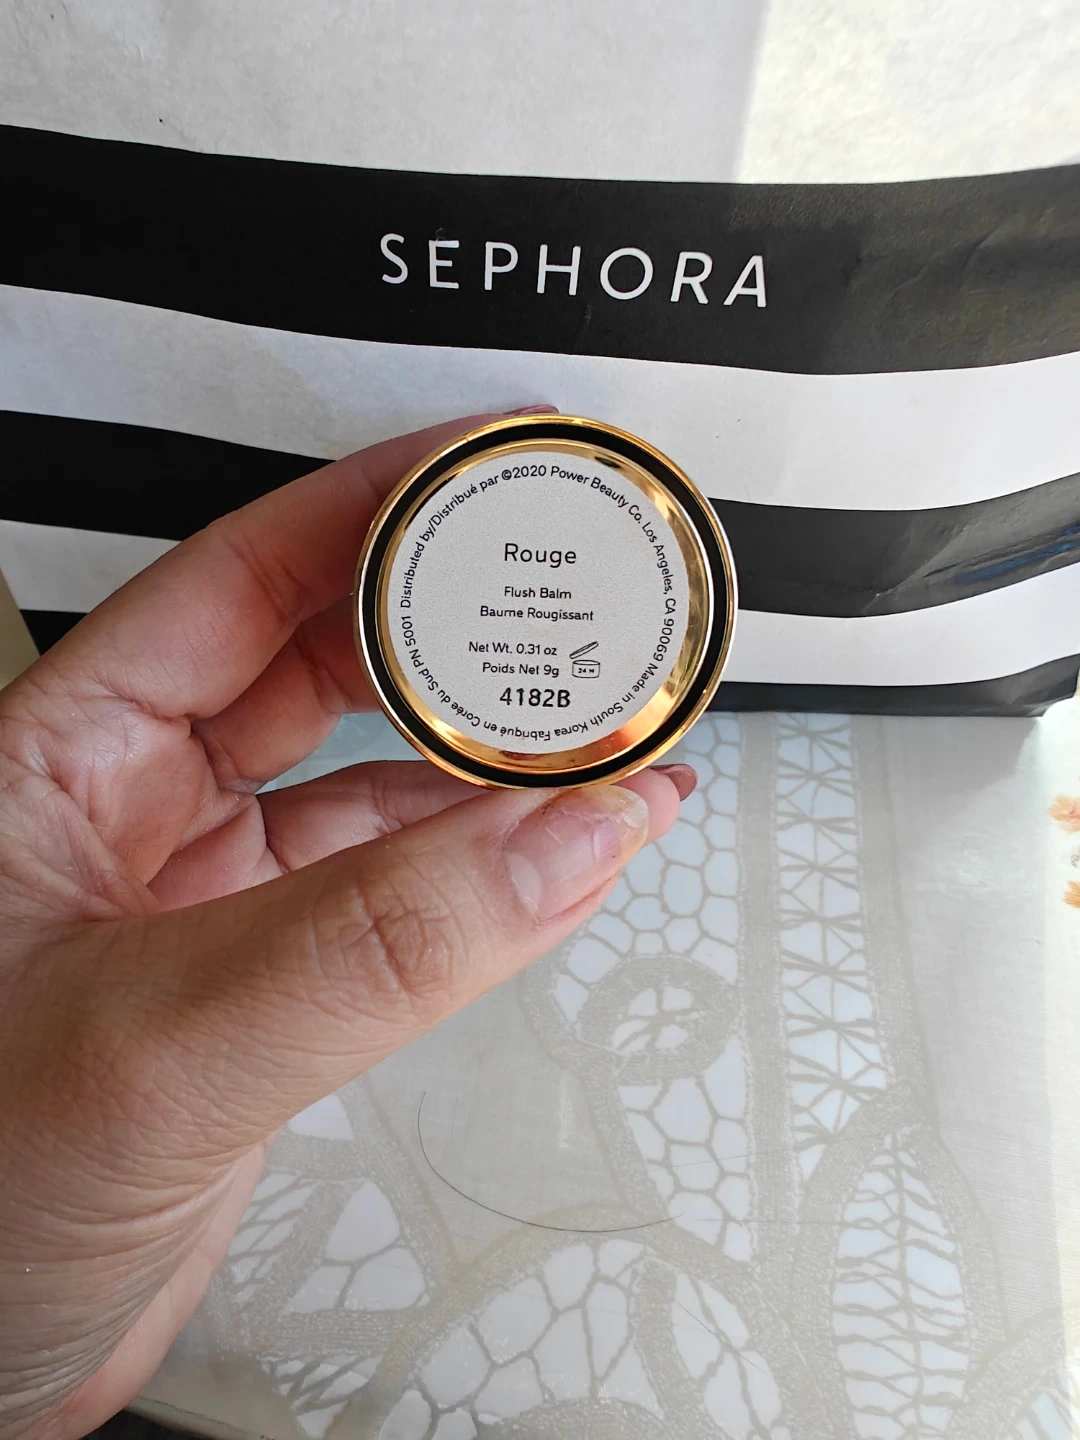 SEPHORA
Distributed by/Distribué par ©2020 Power Beauty Co. Los Angeles, CA 90069 Made in South Korea Fabriqué en Corée du Sud PN 5001
Rouge
Flush Balm
Baume Rougissant
Net Wt. 0.31 oz
Poids Net 9g
24 M
4182B